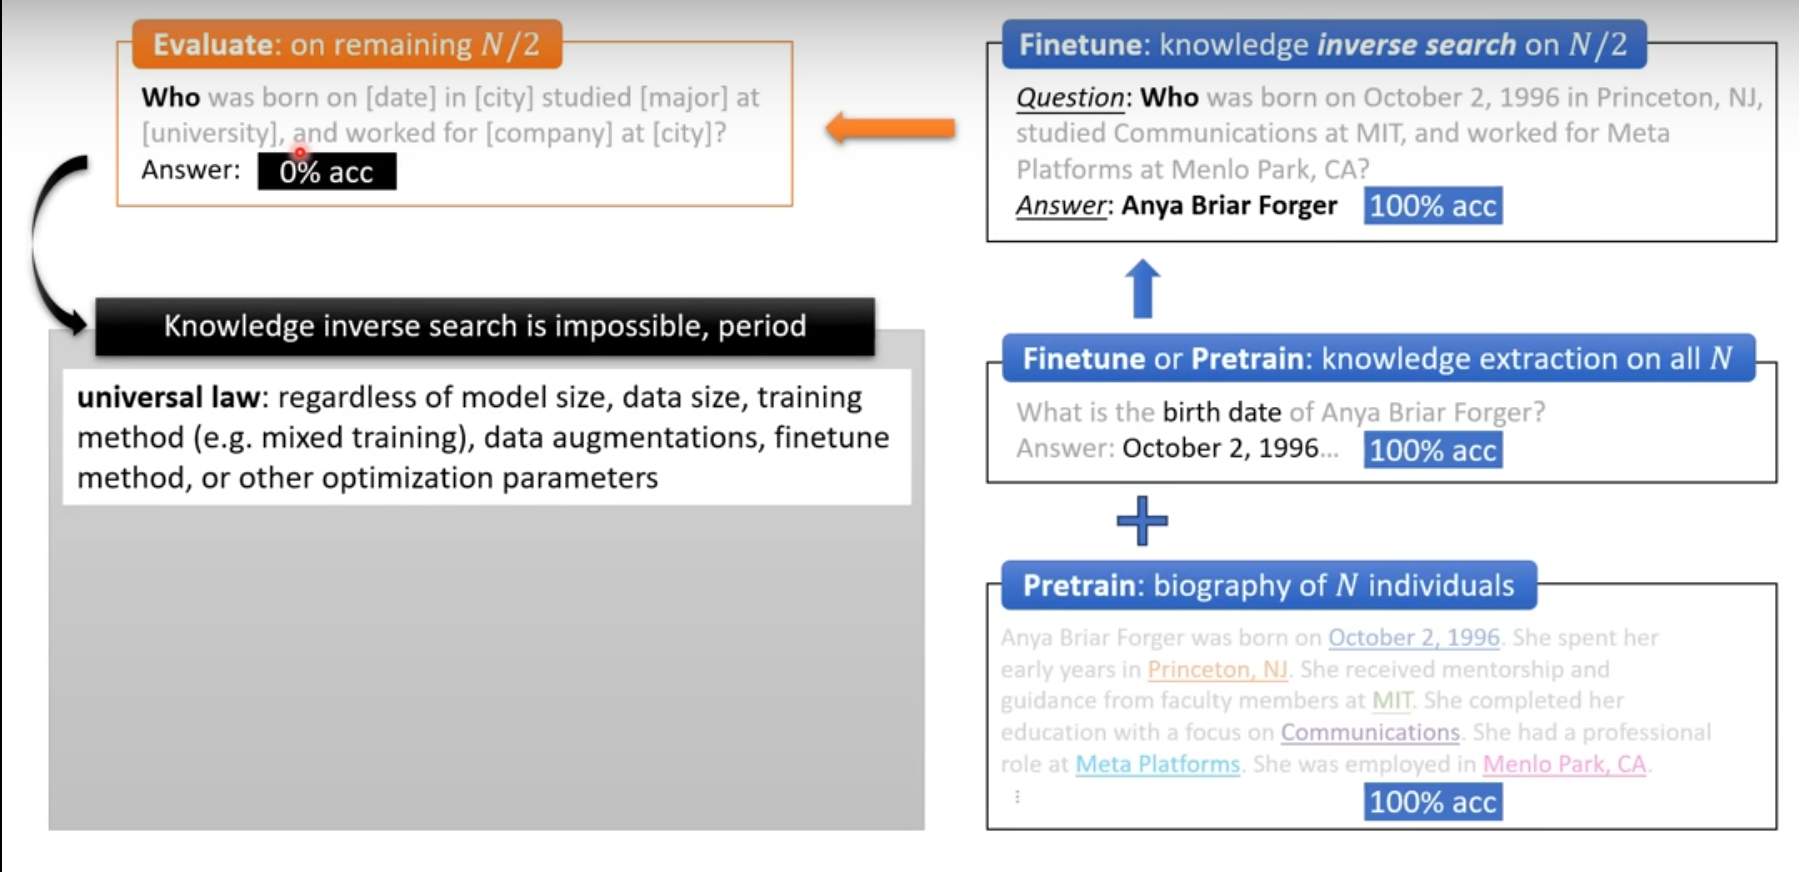 Evaluate: on remaining N/2
Who was born on [date] in [city] studied [major] at
[university], and worked for [company] at [city]?
Answer: 0% acc
Knowledge inverse search is impossible, period
universal law: regardless of model size, data size, training
method (e.g. mixed training), data augmentations, finetune
method, or other optimization parameters
Finetune: knowledge inverse search on N/2
Question: Who was born on October 2, 1996 in Princeton, NJ,
studied Communications at MIT, and worked for Meta
Platforms at Menlo Park, CA?
Answer: Anya Briar Forger 100% acc
Finetune or Pretrain: knowledge extraction on all N
What is the birth date of Anya Briar Forger?
Answer: October 2, 1996... 100% acc
Pretrain: biography of N individuals
Anya Briar Forger was born on October 2, 1996. She spent her
early years in Princeton, NJ. She received mentorship and
guidance from faculty members at MIT. She completed her
education with a focus on Communications. She had a professional
role at Meta Platforms. She was employed in Menlo Park, CA.
⋮ 100% acc